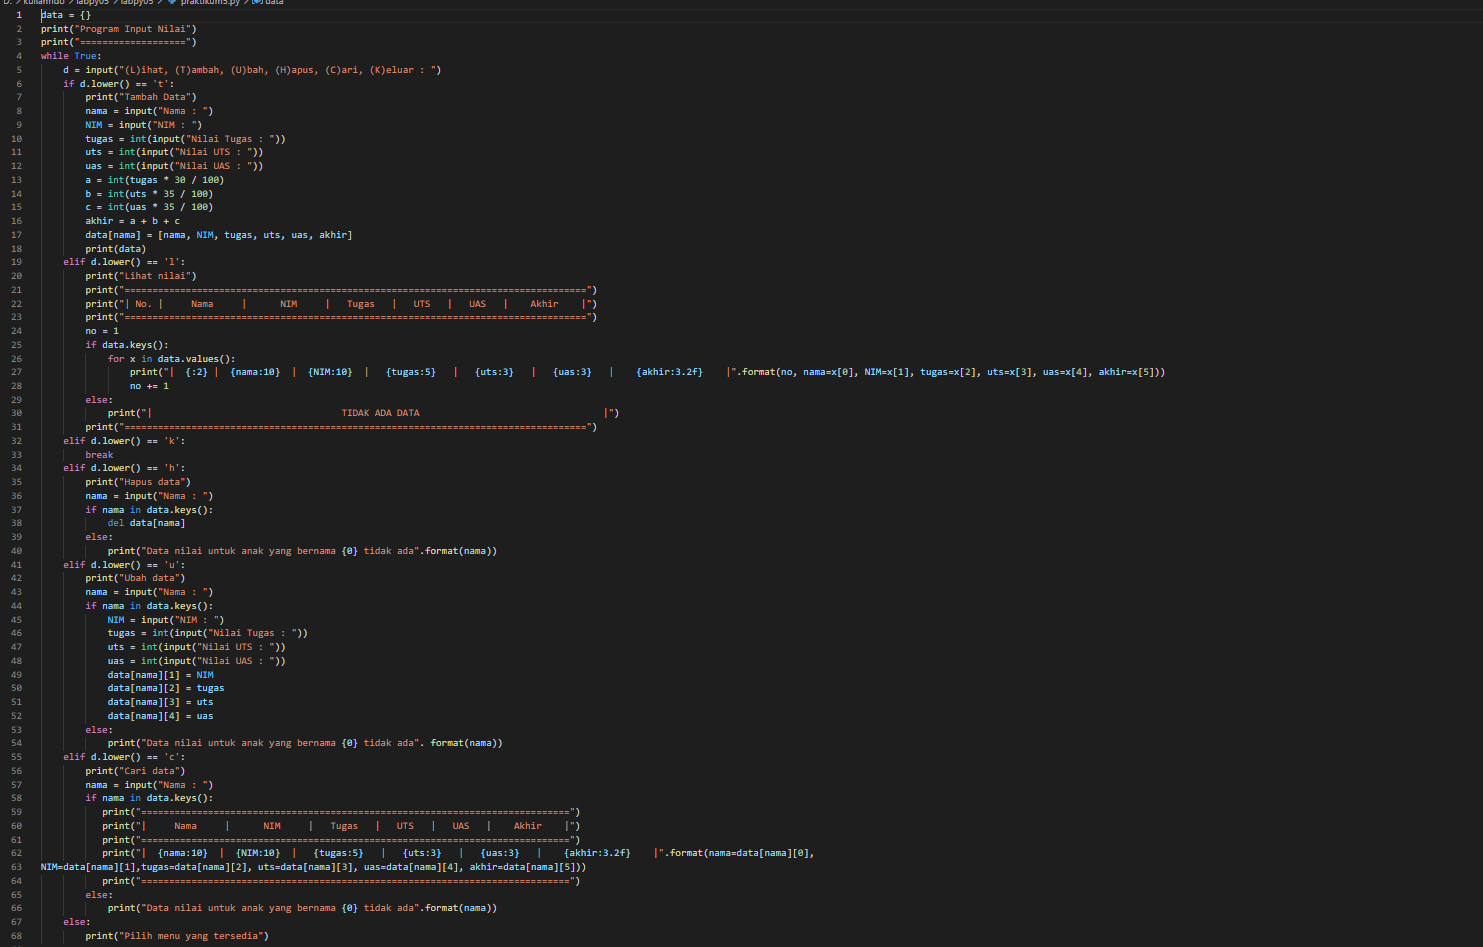 D: > kuliahndo > labpy05 > labpy05 > praktikum5.py > data
1 data = {}
2 print("Program Input Nilai")
3 print("===================")
4 while True:
5     d = input("(L)ihat, (T)ambah, (U)bah, (H)apus, (C)ari, (K)eluar : ")
6     if d.lower() == 't':
7         print("Tambah Data")
8         nama = input("Nama : ")
9         NIM = input("NIM : ")
10         tugas = int(input("Nilai Tugas : "))
11         uts = int(input("Nilai UTS : "))
12         uas = int(input("Nilai UAS : "))
13         a = int(tugas * 30 / 100)
14         b = int(uts * 35 / 100)
15         c = int(uas * 35 / 100)
16         akhir = a + b + c
17         data[nama] = [nama, NIM, tugas, uts, uas, akhir]
18         print(data)
19     elif d.lower() == 'l':
20         print("Lihat nilai")
21         print("===================================================================================")
22         print("| No. |     Nama     |      NIM     |   Tugas   |   UTS   |   UAS   |    Akhir    |")
23         print("===================================================================================")
24         no = 1
25         if data.keys():
26             for x in data.values():
27                 print("|  {:2} |  {nama:10}  |  {NIM:10}  |   {tugas:5}   |   {uts:3}   |   {uas:3}   |    {akhir:3.2f}    |".format(no, nama=x[0], NIM=x[1], tugas=x[2], uts=x[3], uas=x[4], akhir=x[5]))
28                 no += 1
29         else:
30             print("|                                  TIDAK ADA DATA                                 |")
31         print("===================================================================================")
32     elif d.lower() == 'k':
33         break
34     elif d.lower() == 'h':
35         print("Hapus data")
36         nama = input("Nama : ")
37         if nama in data.keys():
38             del data[nama]
39         else:
40             print("Data nilai untuk anak yang bernama {0} tidak ada".format(nama))
41     elif d.lower() == 'u':
42         print("Ubah data")
43         nama = input("Nama : ")
44         if nama in data.keys():
45             NIM = input("NIM : ")
46             tugas = int(input("Nilai Tugas : "))
47             uts = int(input("Nilai UTS : "))
48             uas = int(input("Nilai UAS : "))
49             data[nama][1] = NIM
50             data[nama][2] = tugas
51             data[nama][3] = uts
52             data[nama][4] = uas
53         else:
54             print("Data nilai untuk anak yang bernama {0} tidak ada". format(nama))
55     elif d.lower() == 'c':
56         print("Cari data")
57         nama = input("Nama : ")
58         if nama in data.keys():
59            print("=============================================================================")
60            print("|     Nama     |      NIM     |   Tugas   |   UTS   |   UAS   |    Akhir    |")
61            print("=============================================================================")
62            print("|  {nama:10}  |  {NIM:10}  |   {tugas:5}   |   {uts:3}   |   {uas:3}   |    {akhir:3.2f}    |".format(nama=data[nama][0],
63 NIM=data[nama][1],tugas=data[nama][2], uts=data[nama][3], uas=data[nama][4], akhir=data[nama][5]))
64            print("=============================================================================")
65         else:
66             print("Data nilai untuk anak yang bernama {0} tidak ada".format(nama))
67     else:
68         print("Pilih menu yang tersedia")